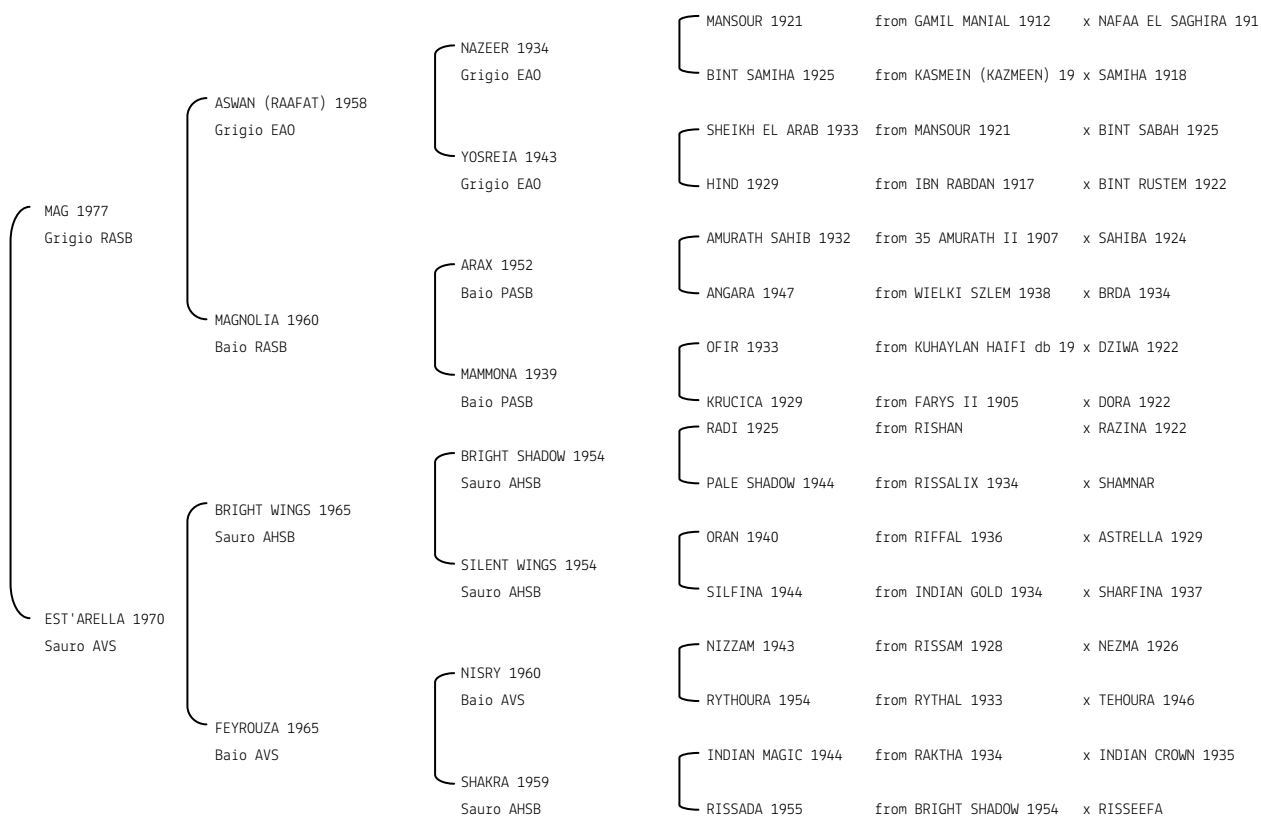 MANSOUR 1921 from GAMIL MANIAL 1912 x NAFAA EL SAGHIRA 191
NAZEER 1934
Grigio EAO
BINT SAMIHA 1925 from KASMEIN (KAZMEEN) 19 x SAMIHA 1918
ASWAN (RAAFAT) 1958
Grigio EAO
SHEIKH EL ARAB 1933 from MANSOUR 1921 x BINT SABAH 1925
YOSREIA 1943
Grigio EAO
HIND 1929 from IBN RABDAN 1917 x BINT RUSTEM 1922
MAG 1977
Grigio RASB
AMURATH SAHIB 1932 from 35 AMURATH II 1907 x SAHIBA 1924
ARAX 1952
Baio PASB
ANGARA 1947 from WIELKI SZLEM 1938 x BRDA 1934
MAGNOLIA 1960
Baio RASB
OFIR 1933 from KUHAYLAN HAIFI db 19 x DZIWA 1922
MAMMONA 1939
Baio PASB
KRUCICA 1929 from FARYS II 1905 x DORA 1922
RADI 1925 from RISHAN x RAZINA 1922
BRIGHT SHADOW 1954
Sauro AHSB
PALE SHADOW 1944 from RISSALIX 1934 x SHAMNAR
BRIGHT WINGS 1965
Sauro AHSB
ORAN 1940 from RIFFAL 1936 x ASTRELLA 1929
SILENT WINGS 1954
Sauro AHSB
SILFINA 1944 from INDIAN GOLD 1934 x SHARFINA 1937
EST'ARELLA 1970
Sauro AVS
NIZZAM 1943 from RISSAM 1928 x NEZMA 1926
NISRY 1960
Baio AVS
RYTHOURA 1954 from RYTHAL 1933 x TEHOURA 1946
FEYROUZA 1965
Baio AVS
INDIAN MAGIC 1944 from RAKTHA 1934 x INDIAN CROWN 1935
SHAKRA 1959
Sauro AHSB
RISSADA 1955 from BRIGHT SHADOW 1954 x RISSEEFA